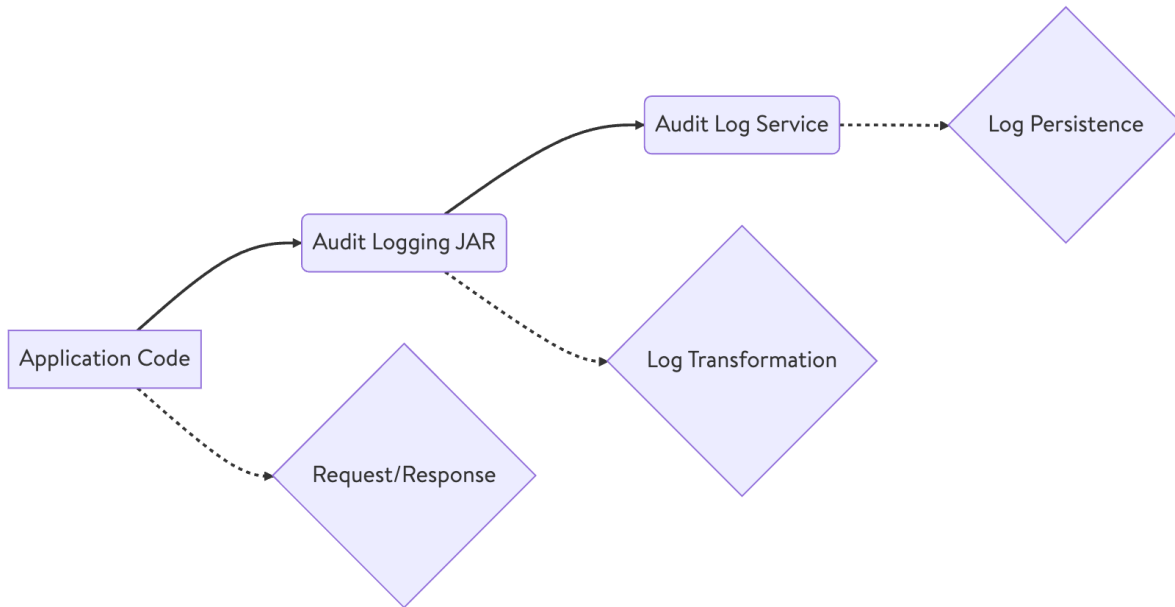 Audit Log Service
Log Persistence
Audit Logging JAR
Application Code
Log Transformation
Request/Response